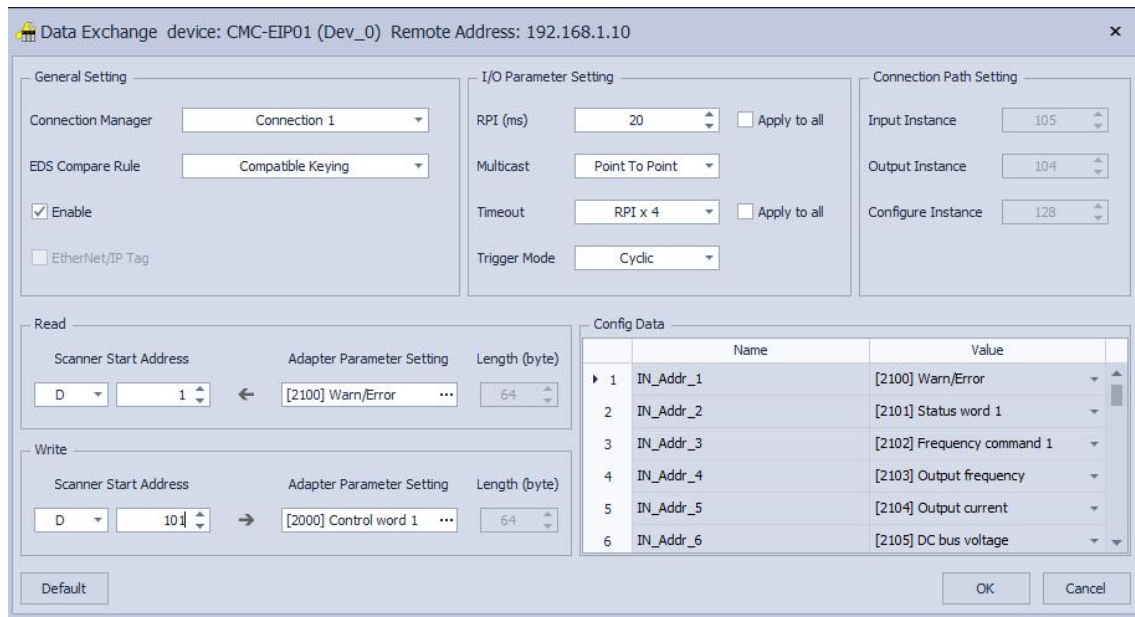 Data Exchange device: CMC-EIP01 (Dev_0) Remote Address: 192.168.1.10
General Setting
Connection Manager Connection 1
EDS Compare Rule Compatible Keying
Enable
EtherNet/IP Tag
I/O Parameter Setting
RPI (ms) 20 Apply to all
Multicast Point To Point
Timeout RPI x 4 Apply to all
Trigger Mode Cyclic
Connection Path Setting
Input Instance 105
Output Instance 104
Configure Instance 128
Read
Scanner Start Address Adapter Parameter Setting Length (byte)
D 1 [2100] Warn/Error ... 64
Write
Scanner Start Address Adapter Parameter Setting Length (byte)
D 101 [2000] Control word 1 ... 64
Config Data
Name Value
1 IN_Addr_1 [2100] Warn/Error
2 IN_Addr_2 [2101] Status word 1
3 IN_Addr_3 [2102] Frequency command 1
4 IN_Addr_4 [2103] Output frequency
5 IN_Addr_5 [2104] Output current
6 IN_Addr_6 [2105] DC bus voltage
Default OK Cancel